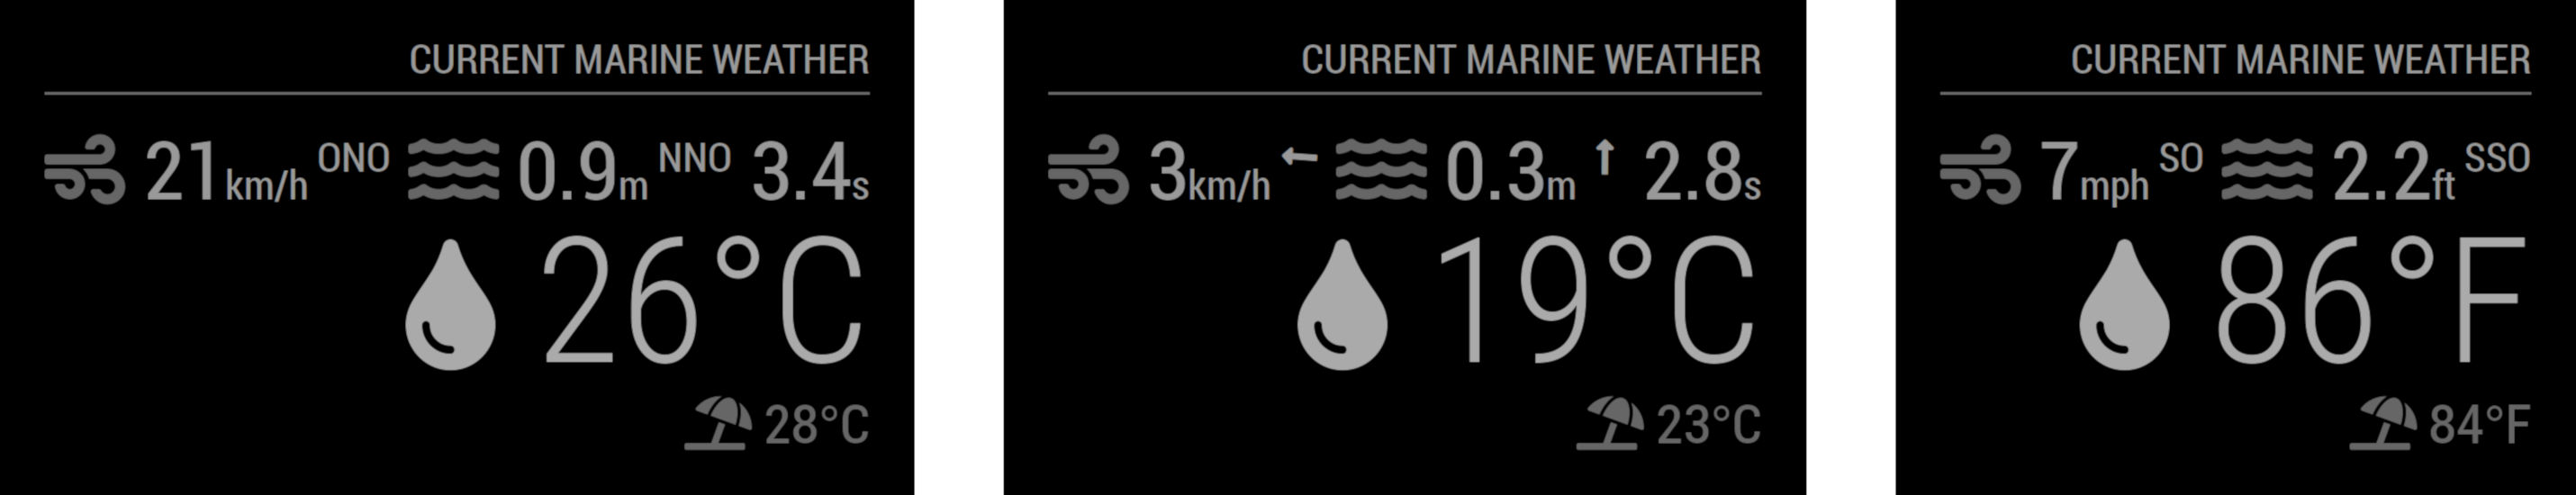 CURRENT MARINE WEATHER
21km/h ONO 0.9m NNO 3.4s
26°C
28°C
CURRENT MARINE WEATHER
3km/h 0.3m 2.8s
19°C
23°C
CURRENT MARINE WEATHER
7mph SO 2.2ft SSO
86°F
84°F